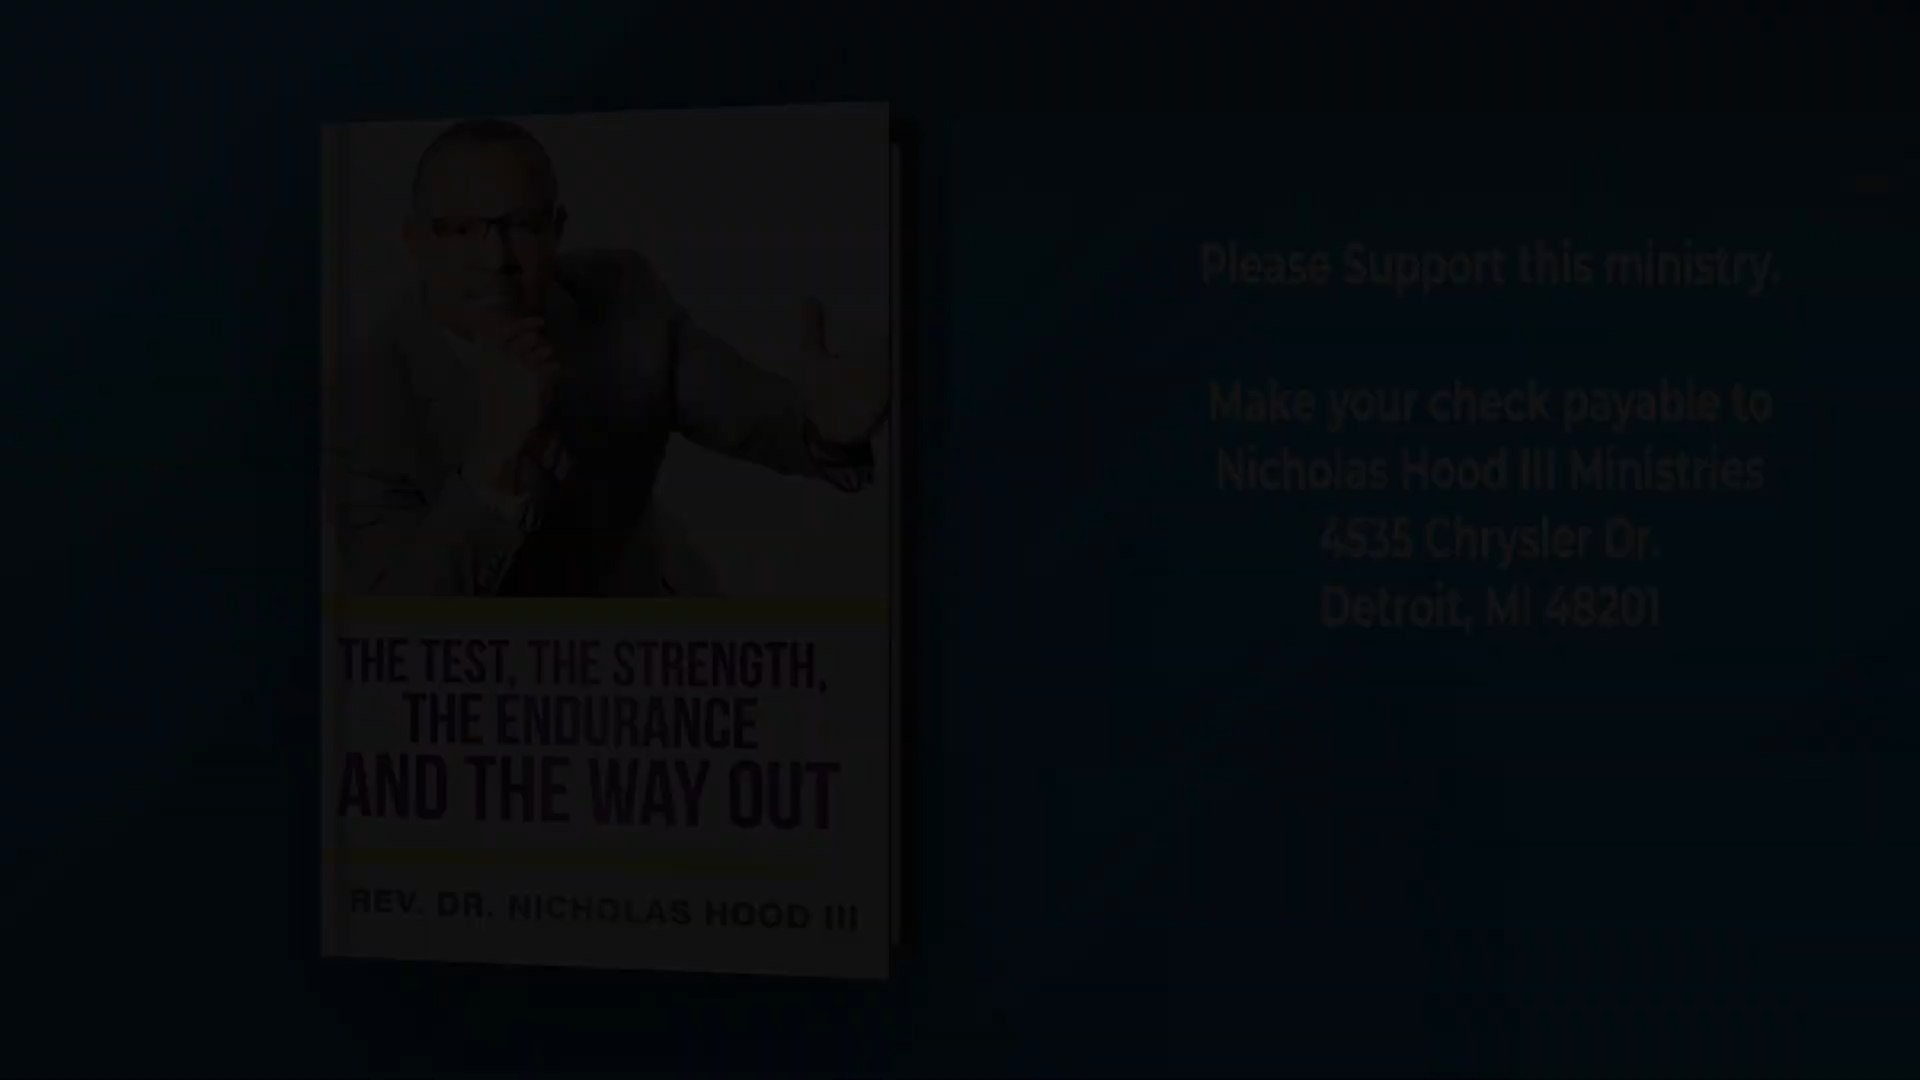 THE TEST, THE STRENGTH,
THE ENDURANCE
AND THE WAY OUT
REV. DR. NICHOLAS HOOD III
Please Support this ministry.
Make your check payable to
Nicholas Hood III Ministries
4535 Chrysler Dr.
Detroit, MI 48201